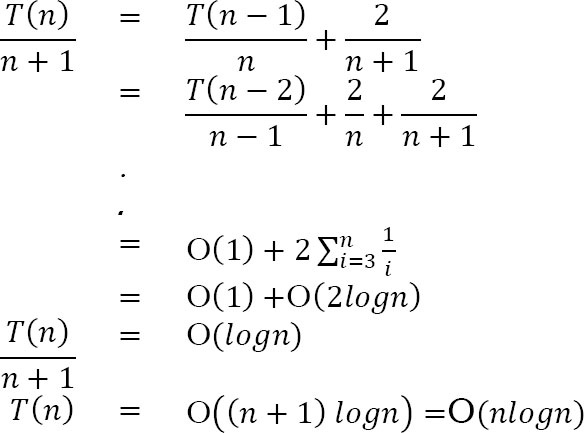 T(n)/(n + 1) = T(n − 1)/n + 2/(n + 1)
= T(n − 2)/(n − 1) + 2/n + 2/(n + 1)
.
.
= O(1) + 2 ∑_{i=3}^{n} 1/i
= O(1) +O(2logn)
T(n)/(n + 1) = O(logn)
T(n) = O((n + 1) logn) =O(nlogn)